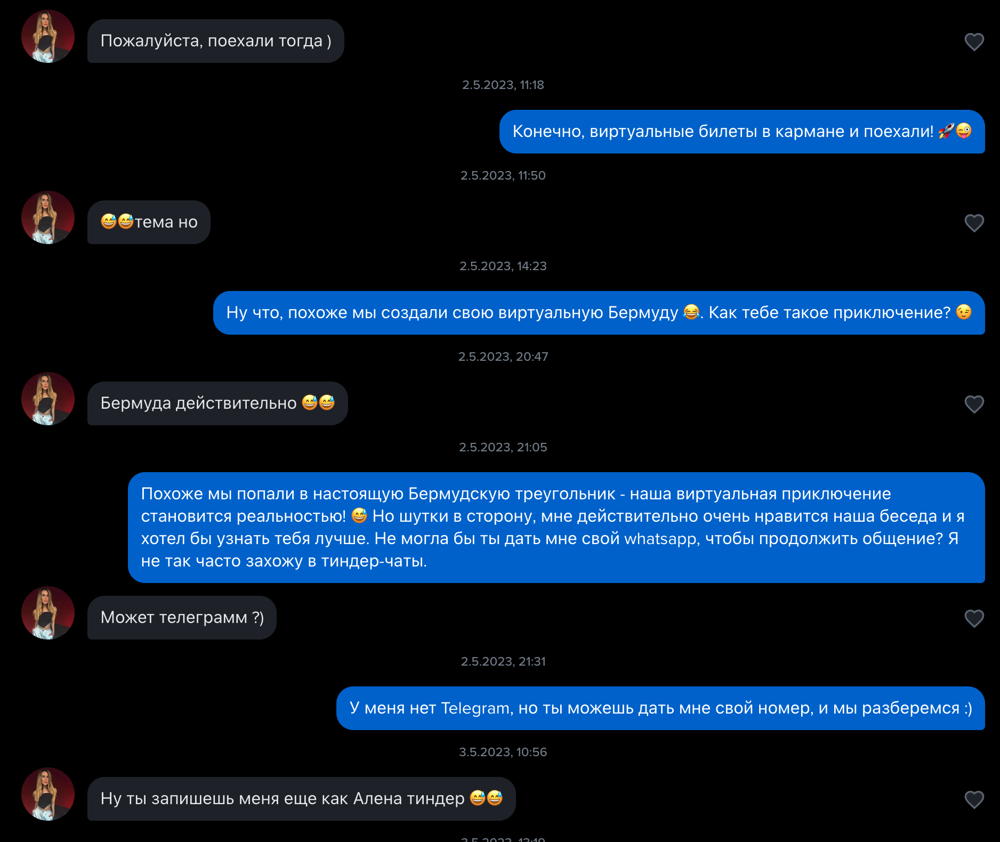 Пожалуйста, поехали тогда )
2.5.2023, 11:18
Конечно, виртуальные билеты в кармане и поехали! 🚀😜
2.5.2023, 11:50
😅😅тема но
2.5.2023, 14:23
Ну что, похоже мы создали свою виртуальную Бермуду 😂. Как тебе такое приключение? 😉
2.5.2023, 20:47
Бермуда действительно 😅😅
2.5.2023, 21:05
Похоже мы попали в настоящую Бермудскую треугольник - наша виртуальная приключение
становится реальностью! 😅 Но шутки в сторону, мне действительно очень нравится наша беседа и я
хотел бы узнать тебя лучше. Не могла бы ты дать мне свой whatsapp, чтобы продолжить общение? Я
не так часто захожу в тиндер-чаты.
Может телеграмм ?)
2.5.2023, 21:31
У меня нет Telegram, но ты можешь дать мне свой номер, и мы разберемся :)
3.5.2023, 10:56
Ну ты запишешь меня еще как Алена тиндер 😅😅
3.5.2023, 13:19